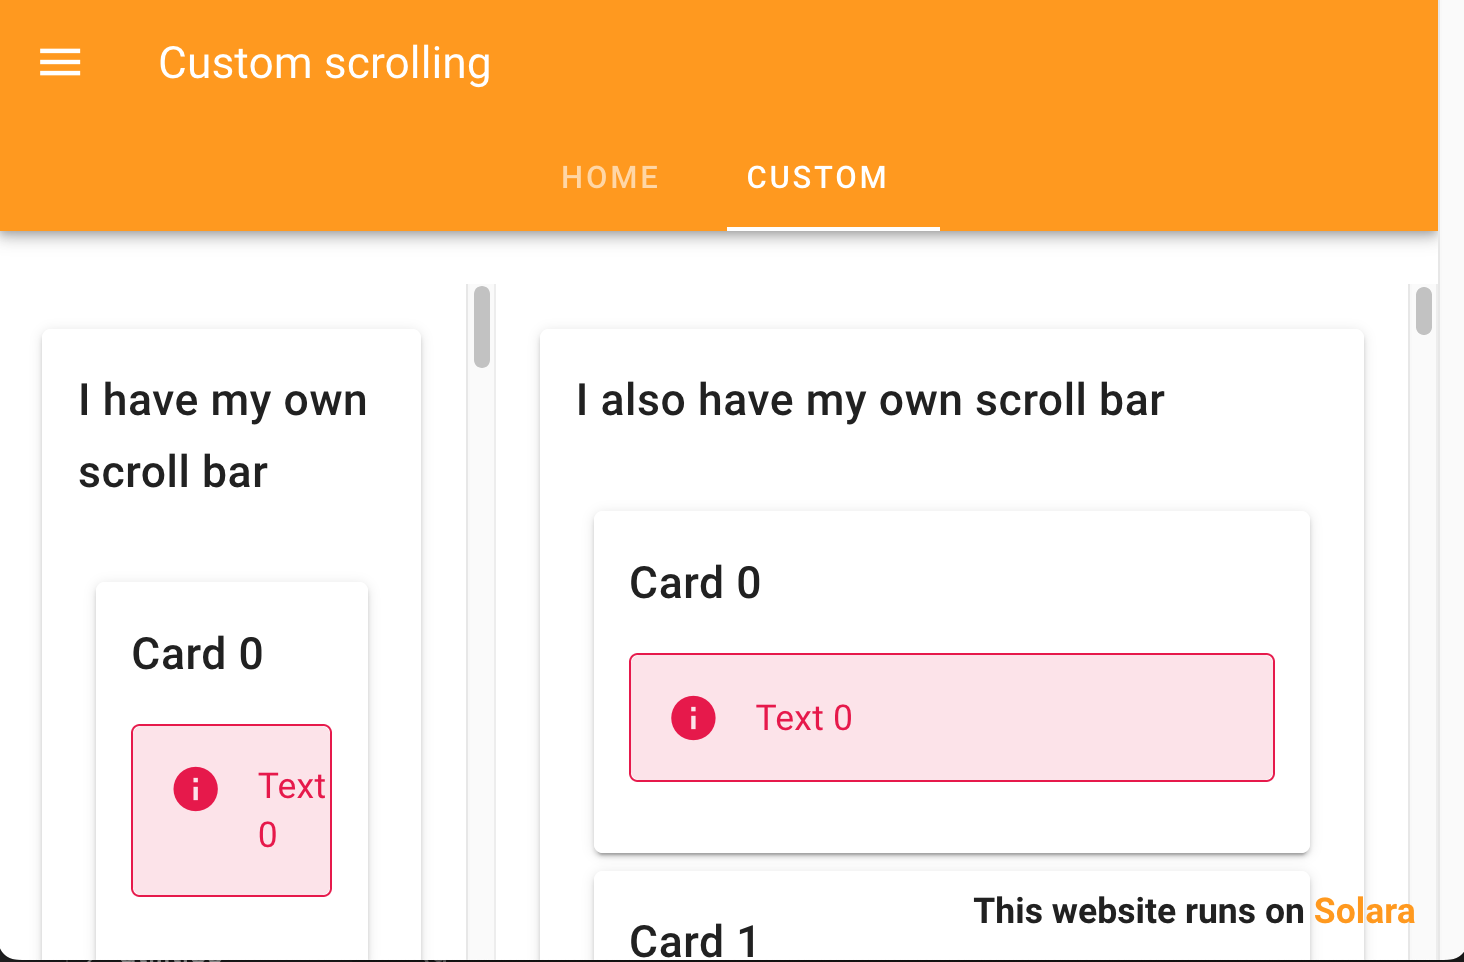 Custom scrolling
HOME
CUSTOM
I have my own
scroll bar
Card 0
Text
0
I also have my own scroll bar
Card 0
Text 0
Card 1
This website runs on Solara